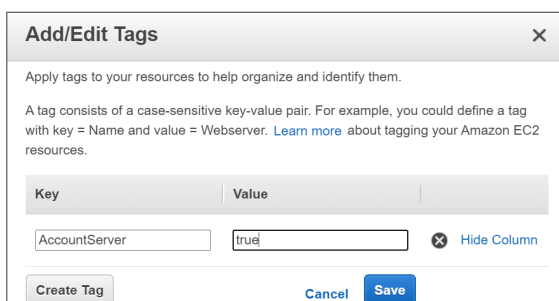 Add/Edit Tags
Apply tags to your resources to help organize and identify them.
A tag consists of a case-sensitive key-value pair. For example, you could define a tag
with key = Name and value = Webserver. Learn more about tagging your Amazon EC2
resources.
Key Value
AccountServer true Hide Column
Create Tag Cancel Save